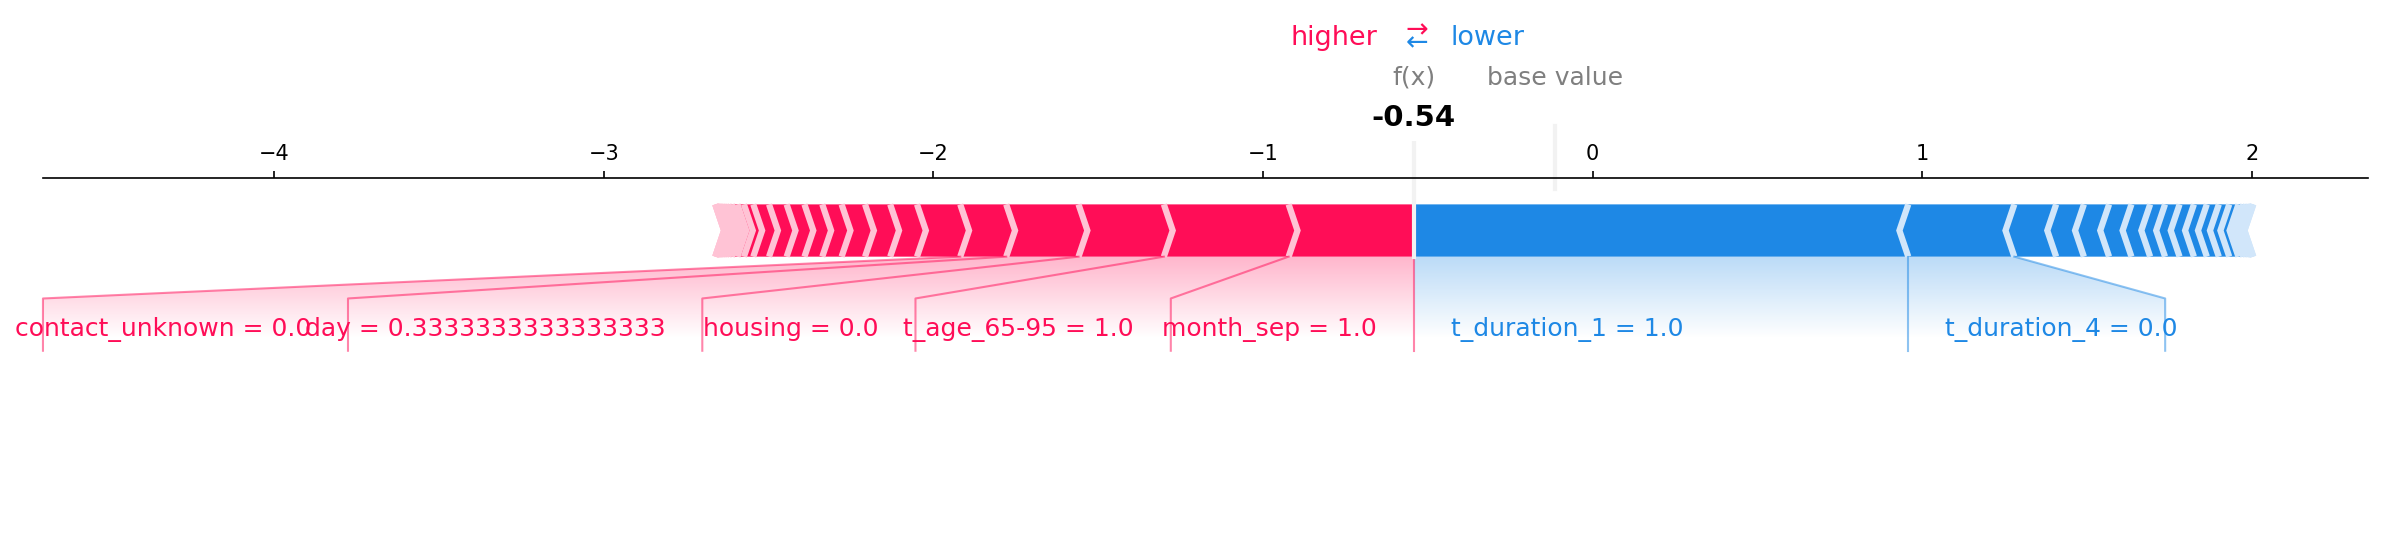 higher ⇄ lower
f(x) base value
-0.54
−4 −3 −2 −1 0 1 2
contact_unknown = 0.0 day = 0.3333333333333333 housing = 0.0 t_age_65-95 = 1.0 month_sep = 1.0 t_duration_1 = 1.0 t_duration_4 = 0.0